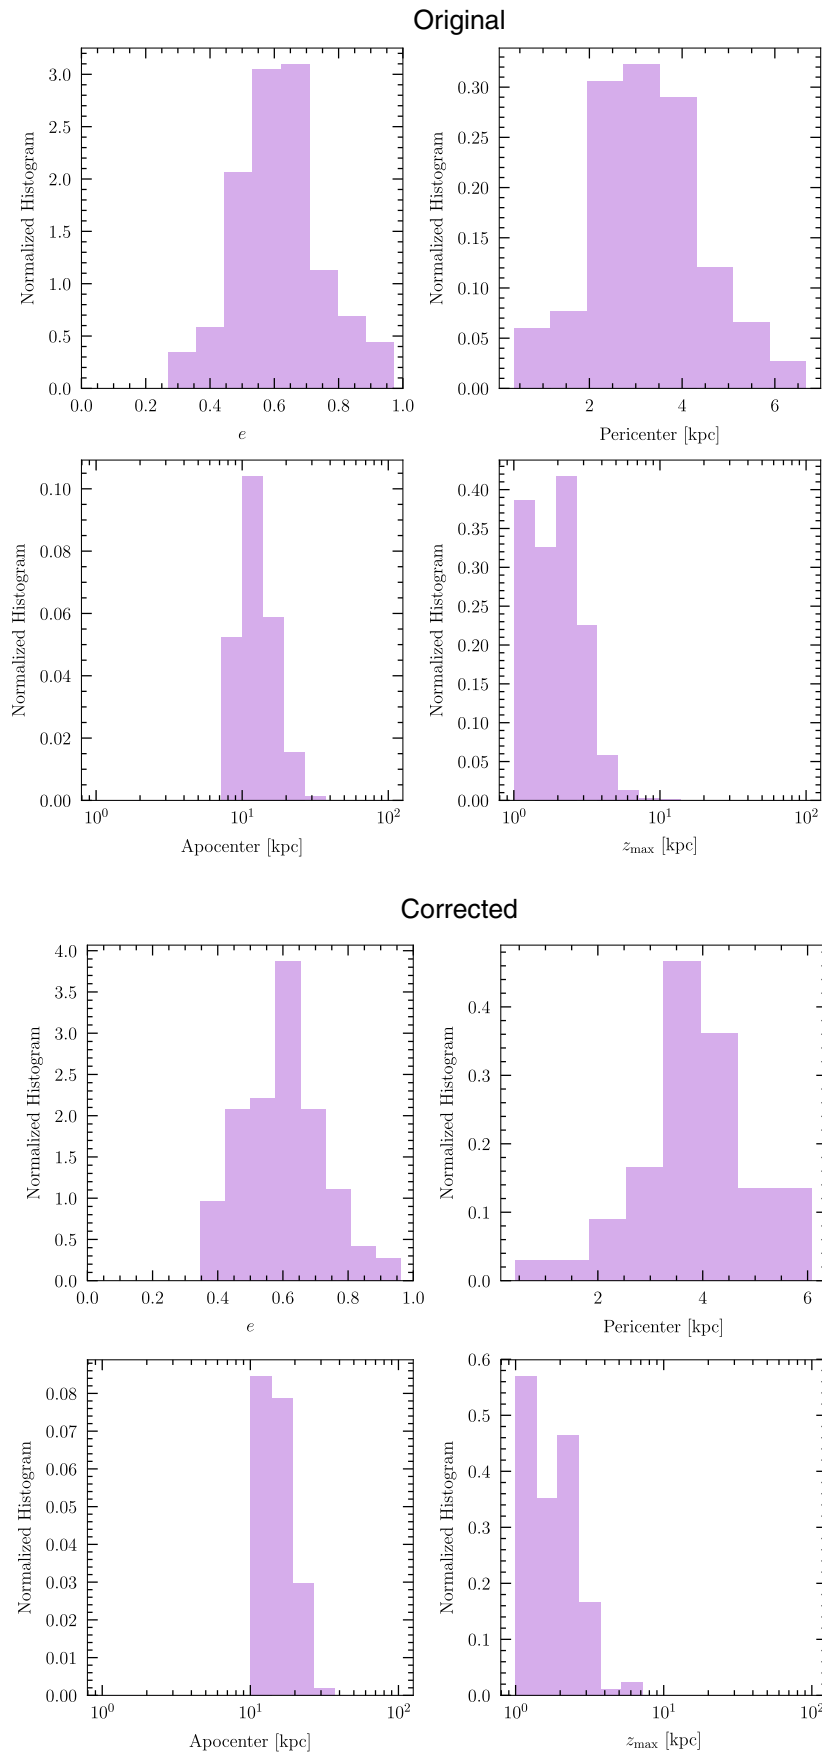 Original
Normalized Histogram
3.0
2.5
2.0
1.5
1.0
0.5
0.0
0.0 0.2 0.4 0.6 0.8 1.0
e
Normalized Histogram
0.30
0.25
0.20
0.15
0.10
0.05
0.00
2 4 6
Pericenter [kpc]
Normalized Histogram
0.10
0.08
0.06
0.04
0.02
0.00
10^0 10^1 10^2
Apocenter [kpc]
Normalized Histogram
0.40
0.35
0.30
0.25
0.20
0.15
0.10
0.05
0.00
10^0 10^1 10^2
z_max [kpc]
Corrected
Normalized Histogram
4.0
3.5
3.0
2.5
2.0
1.5
1.0
0.5
0.0
0.0 0.2 0.4 0.6 0.8 1.0
e
Normalized Histogram
0.4
0.3
0.2
0.1
0.0
2 4 6
Pericenter [kpc]
Normalized Histogram
0.08
0.07
0.06
0.05
0.04
0.03
0.02
0.01
0.00
10^0 10^1 10^2
Apocenter [kpc]
Normalized Histogram
0.6
0.5
0.4
0.3
0.2
0.1
0.0
10^0 10^1 10^2
z_max [kpc]